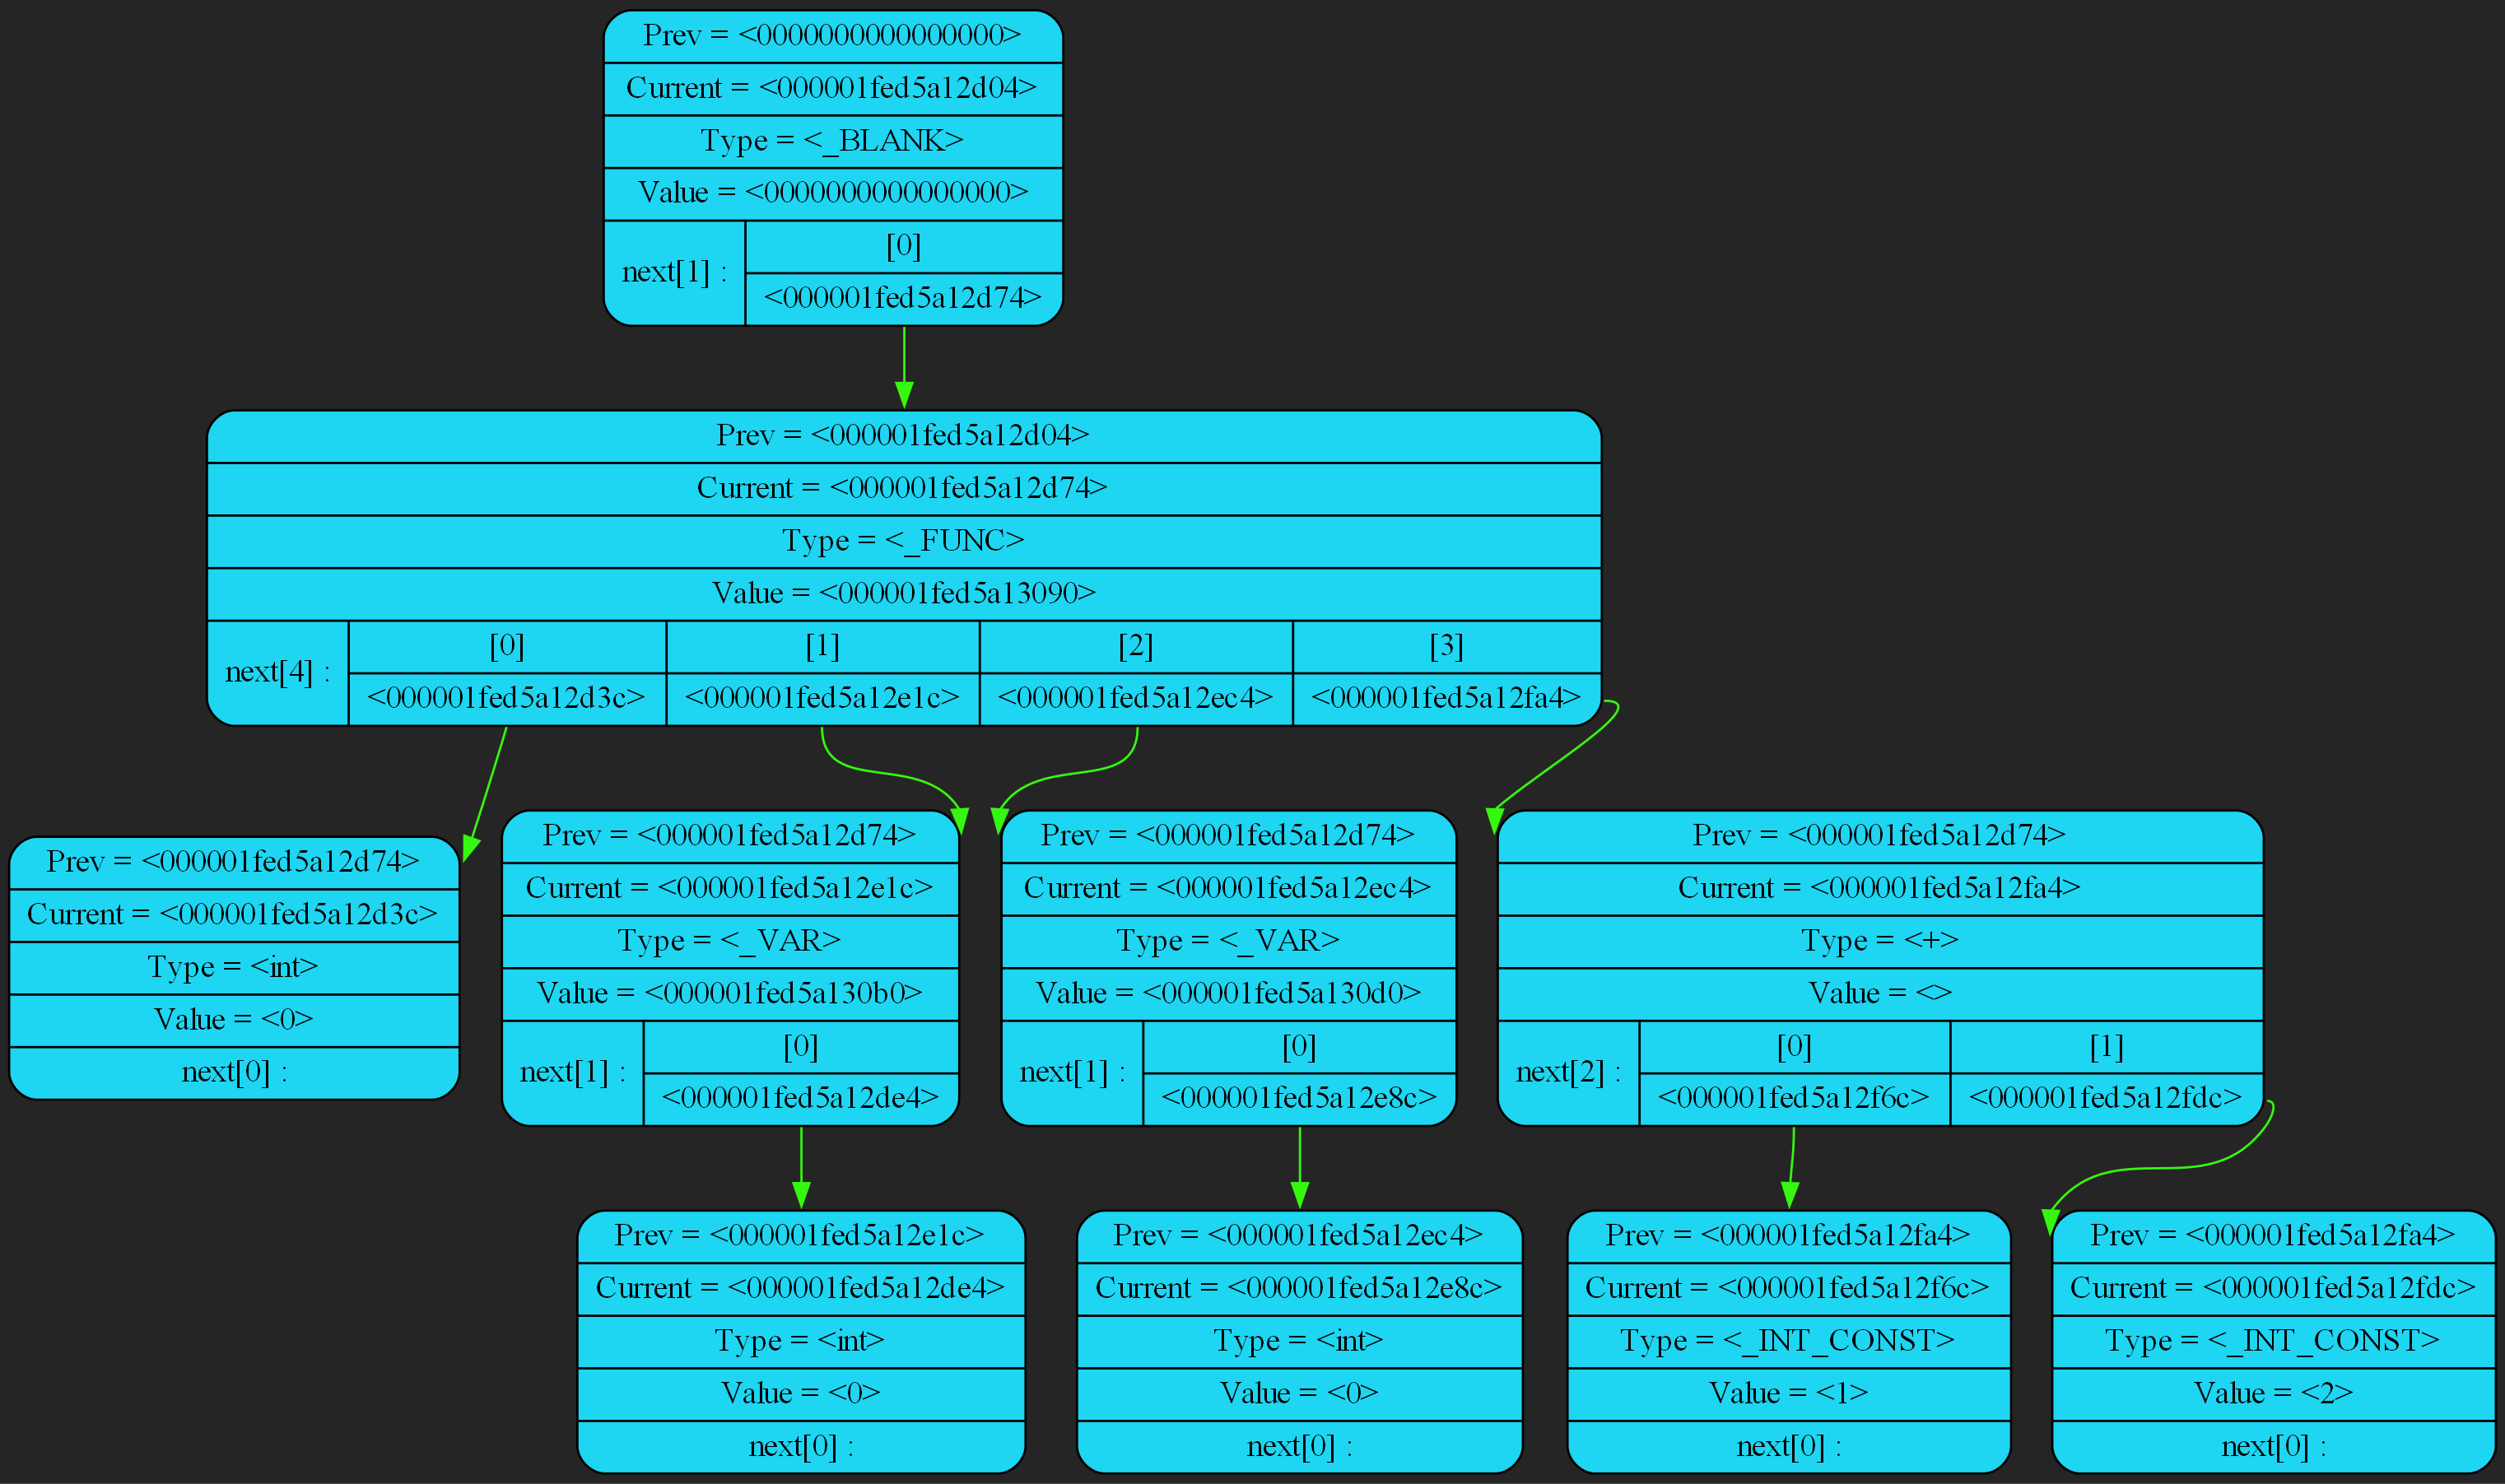 Prev = <0000000000000000>
Current = <000001fed5a12d04>
Type = <_BLANK>
Value = <0000000000000000>
next[1] :
[0]
<000001fed5a12d74>
Prev = <000001fed5a12d04>
Current = <000001fed5a12d74>
Type = <_FUNC>
Value = <000001fed5a13090>
next[4] :
[0]
<000001fed5a12d3c>
[1]
<000001fed5a12e1c>
[2]
<000001fed5a12ec4>
[3]
<000001fed5a12fa4>
Prev = <000001fed5a12d74>
Current = <000001fed5a12d3c>
Type = <int>
Value = <0>
next[0] :
Prev = <000001fed5a12d74>
Current = <000001fed5a12e1c>
Type = <_VAR>
Value = <000001fed5a130b0>
next[1] :
[0]
<000001fed5a12de4>
Prev = <000001fed5a12d74>
Current = <000001fed5a12ec4>
Type = <_VAR>
Value = <000001fed5a130d0>
next[1] :
[0]
<000001fed5a12e8c>
Prev = <000001fed5a12d74>
Current = <000001fed5a12fa4>
Type = <+>
Value = <>
next[2] :
[0]
<000001fed5a12f6c>
[1]
<000001fed5a12fdc>
Prev = <000001fed5a12e1c>
Current = <000001fed5a12de4>
Type = <int>
Value = <0>
next[0] :
Prev = <000001fed5a12ec4>
Current = <000001fed5a12e8c>
Type = <int>
Value = <0>
next[0] :
Prev = <000001fed5a12fa4>
Current = <000001fed5a12f6c>
Type = <_INT_CONST>
Value = <1>
next[0] :
Prev = <000001fed5a12fa4>
Current = <000001fed5a12fdc>
Type = <_INT_CONST>
Value = <2>
next[0] :